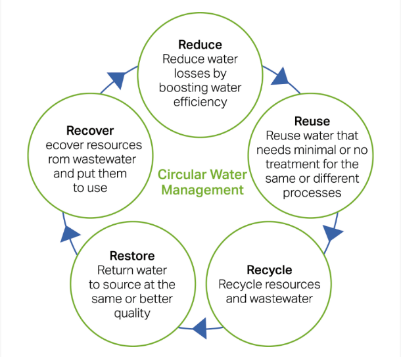 Reduce
Reduce water
losses by
boosting water
efficiency
Reuse
Reuse water that
needs minimal or no
treatment for the
same or different
processes
Recycle
Recycle resources
and wastewater
Restore
Return water
to source at the
same or better
quality
Recover
ecover resources
rom wastewater
and put them
to use
Circular Water
Management